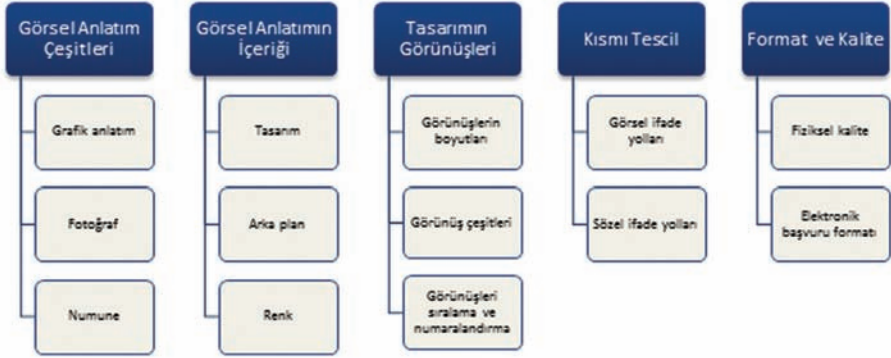 Görsel Anlatım
Çeşitleri
Grafik anlatım
Fotoğraf
Numune
Görsel Anlatımın
İçeriği
Tasarım
Arka plan
Renk
Tasarımın
Görünüşleri
Görünüşlerin
boyutları
Görünüş çeşitleri
Görünüşleri
sıralama ve
numaralandırma
Kısmı Tescil
Görsel ifade
yolları
Sözel ifade yolları
Format ve Kalite
Fiziksel kalite
Elektronik
başvuru formatı